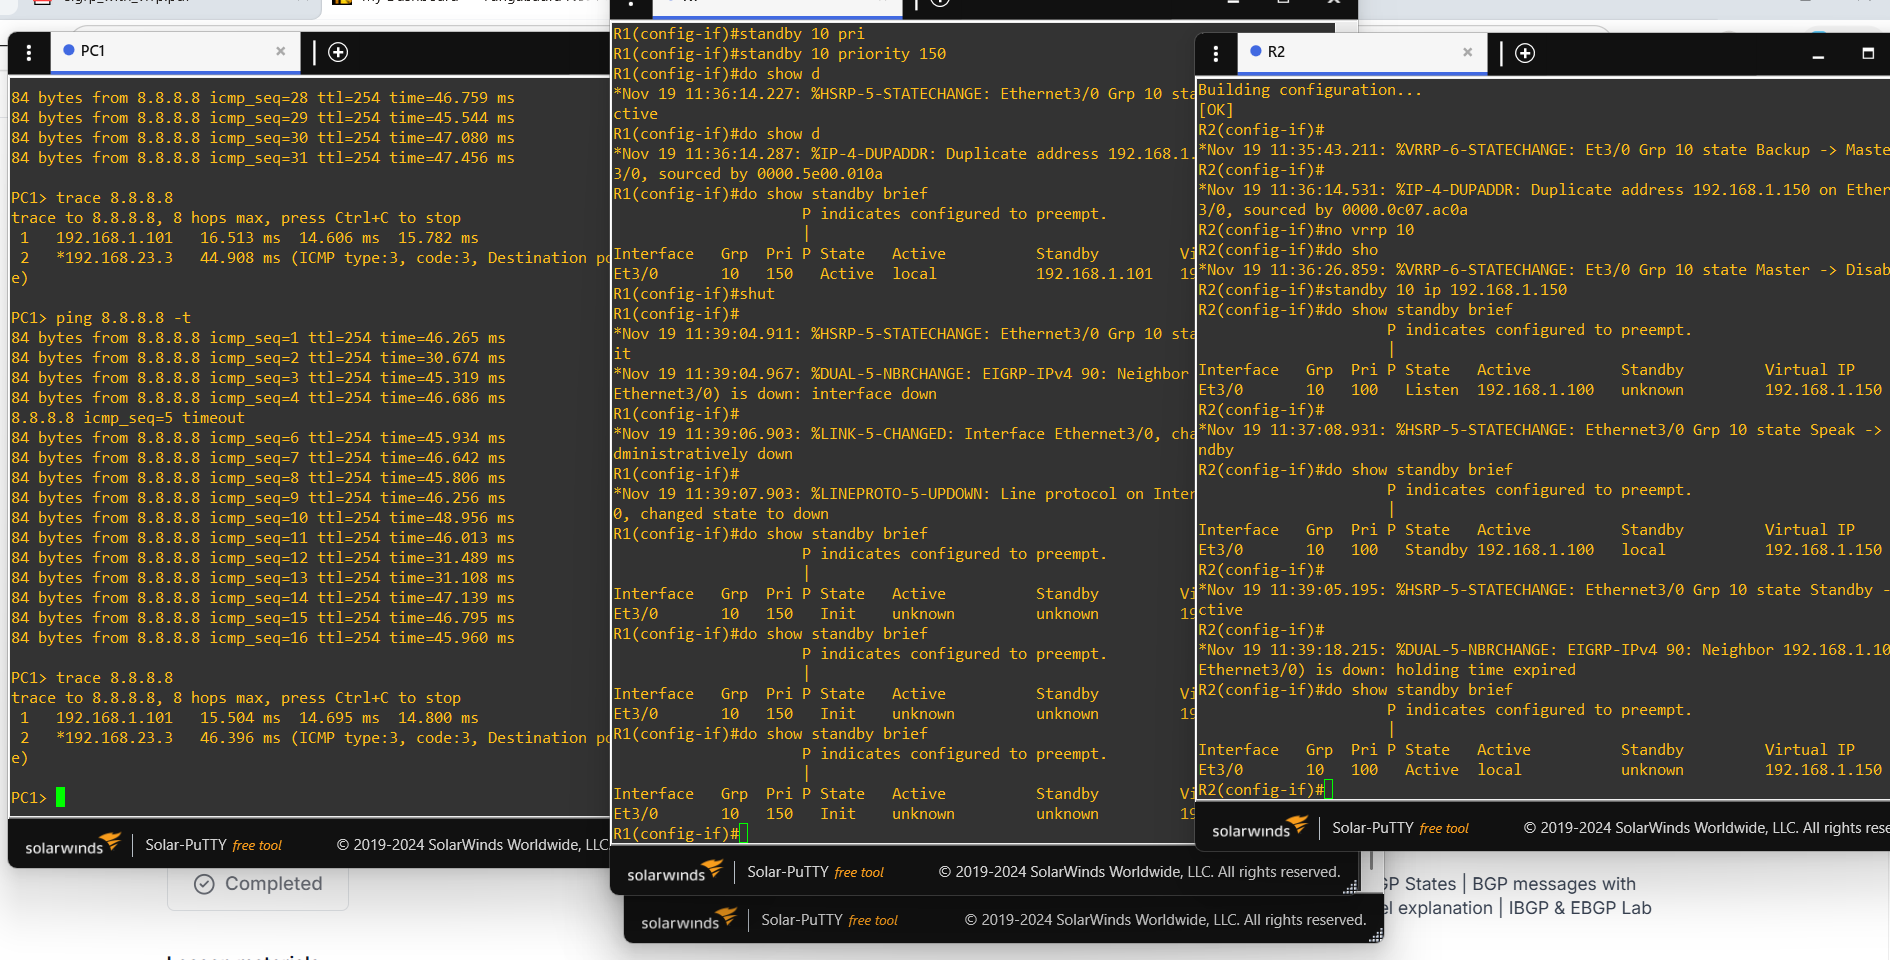 PC1
84 bytes from 8.8.8.8 icmp_seq=28 ttl=254 time=46.759 ms
84 bytes from 8.8.8.8 icmp_seq=29 ttl=254 time=45.544 ms
84 bytes from 8.8.8.8 icmp_seq=30 ttl=254 time=47.080 ms
84 bytes from 8.8.8.8 icmp_seq=31 ttl=254 time=47.456 ms
PC1> trace 8.8.8.8
trace to 8.8.8.8, 8 hops max, press Ctrl+C to stop
1 192.168.1.101 16.513 ms 14.606 ms 15.782 ms
2 *192.168.23.3 44.908 ms (ICMP type:3, code:3, Destination po
e)
PC1> ping 8.8.8.8 -t
84 bytes from 8.8.8.8 icmp_seq=1 ttl=254 time=46.265 ms
84 bytes from 8.8.8.8 icmp_seq=2 ttl=254 time=30.674 ms
84 bytes from 8.8.8.8 icmp_seq=3 ttl=254 time=45.319 ms
84 bytes from 8.8.8.8 icmp_seq=4 ttl=254 time=46.686 ms
8.8.8.8 icmp_seq=5 timeout
84 bytes from 8.8.8.8 icmp_seq=6 ttl=254 time=45.934 ms
84 bytes from 8.8.8.8 icmp_seq=7 ttl=254 time=46.642 ms
84 bytes from 8.8.8.8 icmp_seq=8 ttl=254 time=45.806 ms
84 bytes from 8.8.8.8 icmp_seq=9 ttl=254 time=46.256 ms
84 bytes from 8.8.8.8 icmp_seq=10 ttl=254 time=48.956 ms
84 bytes from 8.8.8.8 icmp_seq=11 ttl=254 time=46.013 ms
84 bytes from 8.8.8.8 icmp_seq=12 ttl=254 time=31.489 ms
84 bytes from 8.8.8.8 icmp_seq=13 ttl=254 time=31.108 ms
84 bytes from 8.8.8.8 icmp_seq=14 ttl=254 time=47.139 ms
84 bytes from 8.8.8.8 icmp_seq=15 ttl=254 time=46.795 ms
84 bytes from 8.8.8.8 icmp_seq=16 ttl=254 time=45.960 ms
PC1> trace 8.8.8.8
trace to 8.8.8.8, 8 hops max, press Ctrl+C to stop
1 192.168.1.101 15.504 ms 14.695 ms 14.800 ms
2 *192.168.23.3 46.396 ms (ICMP type:3, code:3, Destination po
e)
PC1>
solarwinds Solar-PuTTY free tool © 2019-2024 SolarWinds Worldwide, LLC
Completed
R1(config-if)#standby 10 pri
R1(config-if)#standby 10 priority 150
R1(config-if)#do show d
*Nov 19 11:36:14.227: %HSRP-5-STATECHANGE: Ethernet3/0 Grp 10 sta
ctive
R1(config-if)#do show d
*Nov 19 11:36:14.287: %IP-4-DUPADDR: Duplicate address 192.168.1.
3/0, sourced by 0000.5e00.010a
R1(config-if)#do show standby brief
P indicates configured to preempt.
|
Interface Grp Pri P State Active Standby Vi
Et3/0 10 150 Active local 192.168.1.101 19
R1(config-if)#shut
R1(config-if)#
*Nov 19 11:39:04.911: %HSRP-5-STATECHANGE: Ethernet3/0 Grp 10 sta
it
*Nov 19 11:39:04.967: %DUAL-5-NBRCHANGE: EIGRP-IPv4 90: Neighbor
Ethernet3/0) is down: interface down
R1(config-if)#
*Nov 19 11:39:06.903: %LINK-5-CHANGED: Interface Ethernet3/0, cha
dministratively down
R1(config-if)#
*Nov 19 11:39:07.903: %LINEPROTO-5-UPDOWN: Line protocol on Inter
0, changed state to down
R1(config-if)#do show standby brief
P indicates configured to preempt.
|
Interface Grp Pri P State Active Standby Vi
Et3/0 10 150 Init unknown unknown 19
R1(config-if)#do show standby brief
P indicates configured to preempt.
|
Interface Grp Pri P State Active Standby Vi
Et3/0 10 150 Init unknown unknown 19
R1(config-if)#do show standby brief
P indicates configured to preempt.
|
Interface Grp Pri P State Active Standby Vi
Et3/0 10 150 Init unknown unknown 19
R1(config-if)#
solarwinds Solar-PuTTY free tool © 2019-2024 SolarWinds Worldwide, LLC. All rights reserved.
solarwinds Solar-PuTTY free tool © 2019-2024 SolarWinds Worldwide, LLC. All rights reserved.
R2
Building configuration...
[OK]
R2(config-if)#
*Nov 19 11:35:43.211: %VRRP-6-STATECHANGE: Et3/0 Grp 10 state Backup -> Maste
R2(config-if)#
*Nov 19 11:36:14.531: %IP-4-DUPADDR: Duplicate address 192.168.1.150 on Ether
3/0, sourced by 0000.0c07.ac0a
R2(config-if)#no vrrp 10
R2(config-if)#do sho
*Nov 19 11:36:26.859: %VRRP-6-STATECHANGE: Et3/0 Grp 10 state Master -> Disab
R2(config-if)#standby 10 ip 192.168.1.150
R2(config-if)#do show standby brief
P indicates configured to preempt.
|
Interface Grp Pri P State Active Standby Virtual IP
Et3/0 10 100 Listen 192.168.1.100 unknown 192.168.1.150
R2(config-if)#
*Nov 19 11:37:08.931: %HSRP-5-STATECHANGE: Ethernet3/0 Grp 10 state Speak ->
ndby
R2(config-if)#do show standby brief
P indicates configured to preempt.
|
Interface Grp Pri P State Active Standby Virtual IP
Et3/0 10 100 Standby 192.168.1.100 local 192.168.1.150
R2(config-if)#
*Nov 19 11:39:05.195: %HSRP-5-STATECHANGE: Ethernet3/0 Grp 10 state Standby -
ctive
R2(config-if)#
*Nov 19 11:39:18.215: %DUAL-5-NBRCHANGE: EIGRP-IPv4 90: Neighbor 192.168.1.10
Ethernet3/0) is down: holding time expired
R2(config-if)#do show standby brief
P indicates configured to preempt.
|
Interface Grp Pri P State Active Standby Virtual IP
Et3/0 10 100 Active local unknown 192.168.1.150
R2(config-if)#
solarwinds Solar-PuTTY free tool © 2019-2024 SolarWinds Worldwide, LLC. All rights rese
GP States | BGP messages with
el explanation | IBGP & EBGP Lab